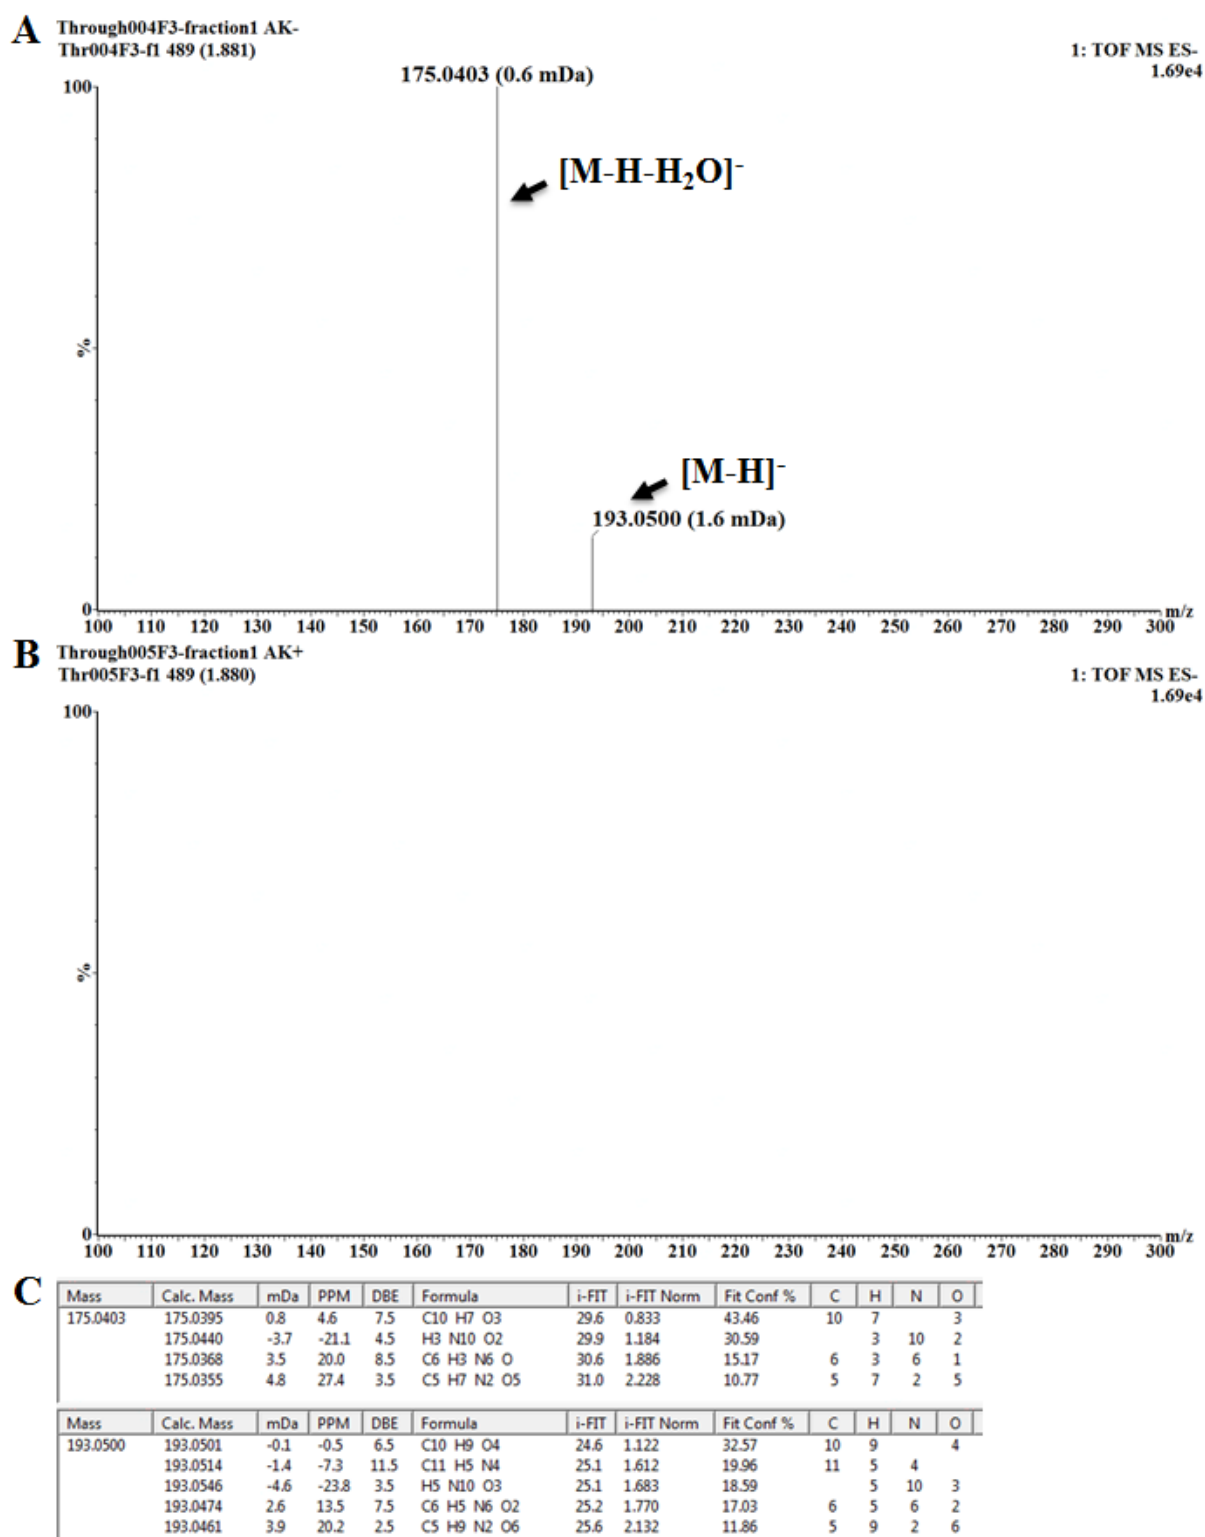 A
Through004F3-fraction1 AK-
Thr004F3-f1 489 (1.881)
1: TOF MS ES-
1.69e4
175.0403 (0.6 mDa)
100
[M-H-H₂O]⁻
%
[M-H]⁻
193.0500 (1.6 mDa)
0
m/z
100 110 120 130 140 150 160 170 180 190 200 210 220 230 240 250 260 270 280 290 300
B
Through005F3-fraction1 AK+
Thr005F3-f1 489 (1.880)
1: TOF MS ES-
1.69e4
100
%
0
m/z
100 110 120 130 140 150 160 170 180 190 200 210 220 230 240 250 260 270 280 290 300
C
Mass Calc. Mass mDa PPM DBE Formula i-FIT i-FIT Norm Fit Conf % C H N O
175.0403 175.0395 0.8 4.6 7.5 C10 H7 O3 29.6 0.833 43.46 10 7 3
175.0440 -3.7 -21.1 4.5 H3 N10 O2 29.9 1.184 30.59 3 10 2
175.0368 3.5 20.0 8.5 C6 H3 N6 O 30.6 1.886 15.17 6 3 6 1
175.0355 4.8 27.4 3.5 C5 H7 N2 O5 31.0 2.228 10.77 5 7 2 5
Mass Calc. Mass mDa PPM DBE Formula i-FIT i-FIT Norm Fit Conf % C H N O
193.0500 193.0501 -0.1 -0.5 6.5 C10 H9 O4 24.6 1.122 32.57 10 9 4
193.0514 -1.4 -7.3 11.5 C11 H5 N4 25.1 1.612 19.96 11 5 4
193.0546 -4.6 -23.8 3.5 H5 N10 O3 25.1 1.683 18.59 5 10 3
193.0474 2.6 13.5 7.5 C6 H5 N6 O2 25.2 1.770 17.03 6 5 6 2
193.0461 3.9 20.2 2.5 C5 H9 N2 O6 25.6 2.132 11.86 5 9 2 6